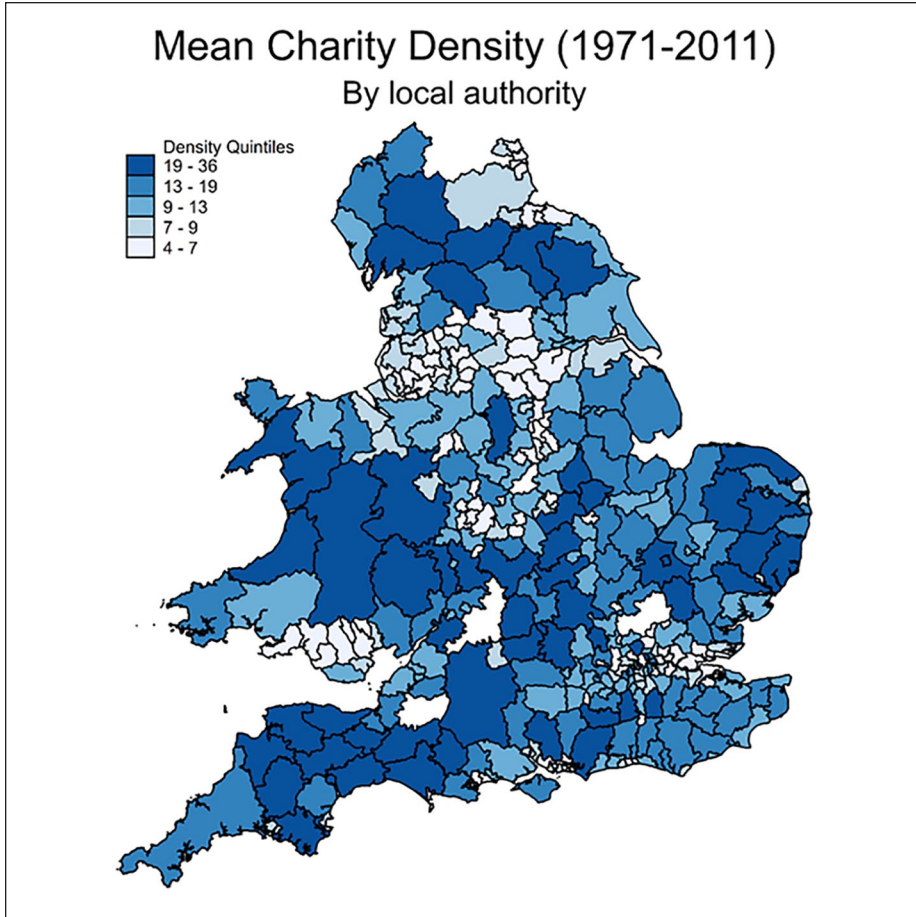 Mean Charity Density (1971-2011)
By local authority
Density Quintiles
19 - 36
13 - 19
9 - 13
7 - 9
4 - 7